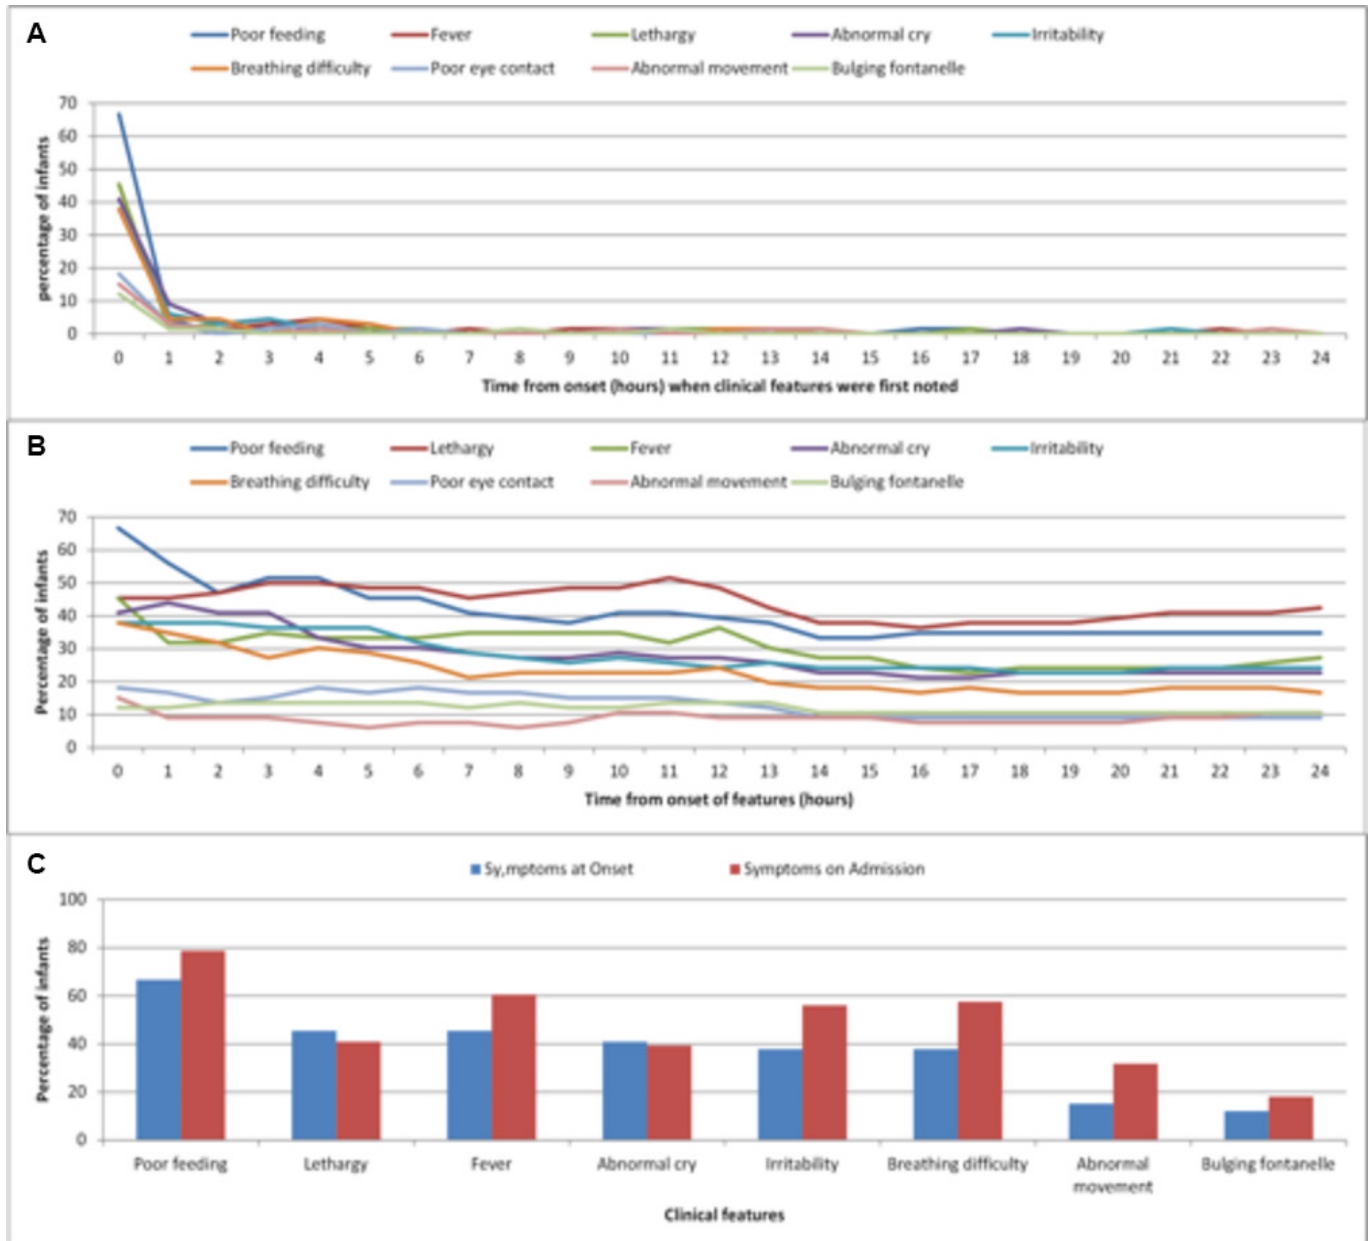 A
Poor feeding Fever Lethargy Abnormal cry Irritability
Breathing difficulty Poor eye contact Abnormal movement Bulging fontanelle
70
60
50
40
30
20
10
0
percentage of infants
0 1 2 3 4 5 6 7 8 9 10 11 12 13 14 15 16 17 18 19 20 21 22 23 24
Time from onset (hours) when clinical features were first noted
B
Poor feeding Lethargy Fever Abnormal cry Irritability
Breathing difficulty Poor eye contact Abnormal movement Bulging fontanelle
70
60
50
40
30
20
10
0
Percentage of infants
0 1 2 3 4 5 6 7 8 9 10 11 12 13 14 15 16 17 18 19 20 21 22 23 24
Time from onset of features (hours)
C
Sy,mptoms at Onset Symptoms on Admission
100
80
60
40
20
0
Percentage of infants
Poor feeding Lethargy Fever Abnormal cry Irritability Breathing difficulty Abnormal Bulging fontanelle
movement
Clinical features